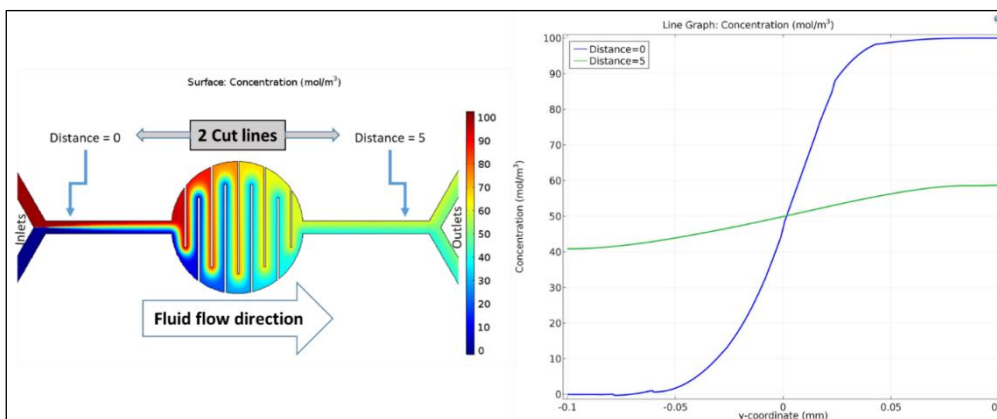 Surface: Concentration (mol/m³)
Distance = 0
2 Cut lines
Distance = 5
Inlets
Outlets
Fluid flow direction
100
90
80
70
60
50
40
30
20
10
0
Line Graph: Concentration (mol/m³)
Distance=0
Distance=5
Concentration (mol/m³)
100
90
80
70
60
50
40
30
20
10
0
-0.1
-0.05
0
0.05
y-coordinate (mm)